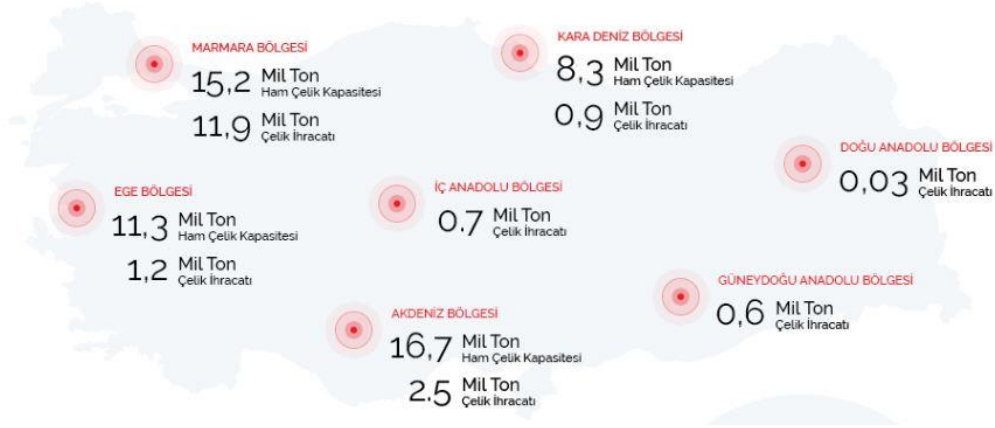 MARMARA BÖLGESİ
15,2 Mil Ton
Ham Çelik Kapasitesi
11,9 Mil Ton
Çelik İhracatı
KARA DENİZ BÖLGESİ
8,3 Mil Ton
Ham Çelik Kapasitesi
0,9 Mil Ton
Çelik İhracatı
DOĞU ANADOLU BÖLGESİ
0,03 Mil Ton
Çelik İhracatı
EGE BÖLGESİ
11,3 Mil Ton
Ham Çelik Kapasitesi
1,2 Mil Ton
Çelik İhracatı
İÇ ANADOLU BÖLGESİ
0.7 Mil Ton
Çelik İhracatı
GÜNEYDOĞU ANADOLU BÖLGESİ
0,6 Mil Ton
Çelik İhracatı
AKDENİZ BÖLGESİ
16,7 Mil Ton
Ham Çelik Kapasitesi
2.5 Mil Ton
Çelik İhracatı